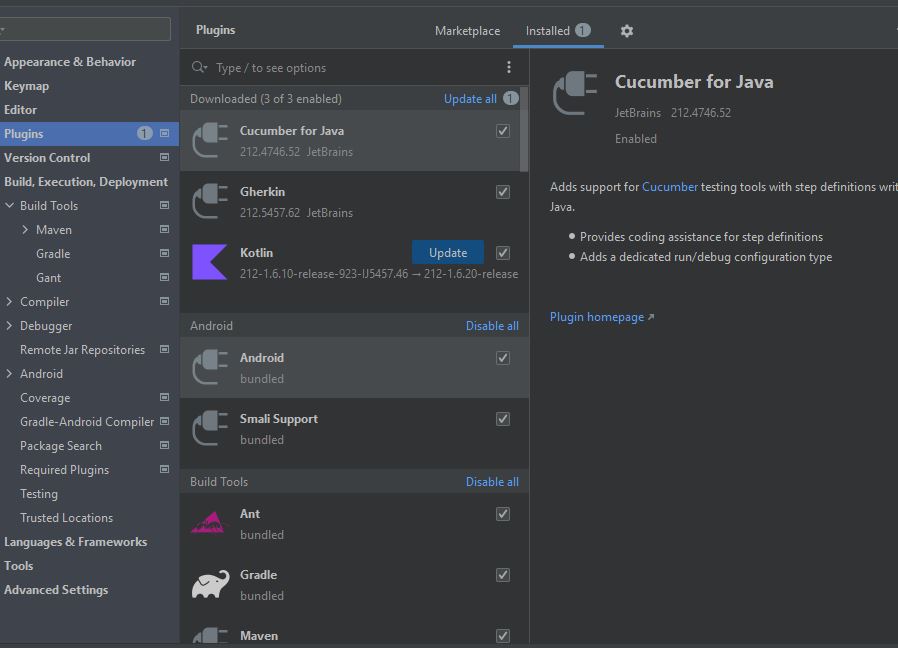 Plugins
Marketplace
Installed 1
Appearance & Behavior
Keymap
Editor
Plugins 1
Version Control
Build, Execution, Deployment
Build Tools
Maven
Gradle
Gant
Compiler
Debugger
Remote Jar Repositories
Android
Coverage
Gradle-Android Compiler
Package Search
Required Plugins
Testing
Trusted Locations
Languages & Frameworks
Tools
Advanced Settings
Type / to see options
Downloaded (3 of 3 enabled) Update all 1
Cucumber for Java
212.4746.52 JetBrains
Gherkin
212.5457.62 JetBrains
Kotlin Update
212-1.6.10-release-923-IJ5457.46 → 212-1.6.20-release
Android Disable all
Android
bundled
Smali Support
bundled
Build Tools Disable all
Ant
bundled
Gradle
bundled
Maven
Cucumber for Java
JetBrains 212.4746.52
Enabled
Adds support for Cucumber testing tools with step definitions writ
Java.
• Provides coding assistance for step definitions
• Adds a dedicated run/debug configuration type
Plugin homepage ↗